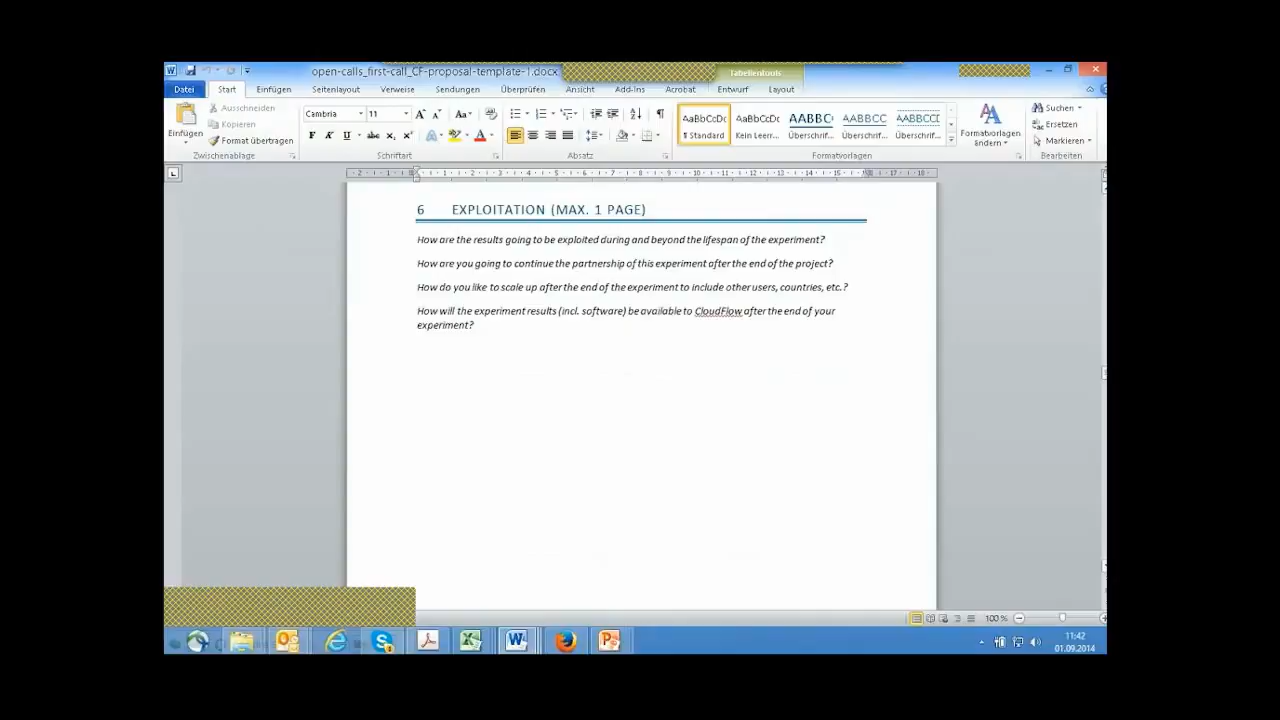 open-calls_first-call_CF-proposal-template-1.docx
Tabellentools
Datei Start Einfügen Seitenlayout Verweise Sendungen Überprüfen Ansicht Add-Ins Acrobat Entwurf Layout
Einfügen
Ausschneiden
Kopieren
Format übertragen
Zwischenablage
Cambria 11
Schriftart
Absatz
AaBbCcDc AaBbCcDc AABBC AABBCC AABBCCD
¶ Standard Kein Leerr... Überschrif... Überschrif... Überschrif...
Formatvorlagen ändern
Formatvorlagen
Suchen
Ersetzen
Markieren
Bearbeiten
6 EXPLOITATION (MAX. 1 PAGE)
How are the results going to be exploited during and beyond the lifespan of the experiment?
How are you going to continue the partnership of this experiment after the end of the project?
How do you like to scale up after the end of the experiment to include other users, countries, etc.?
How will the experiment results (incl. software) be available to CloudFlow after the end of your
experiment?
100 %
11:42
01.09.2014